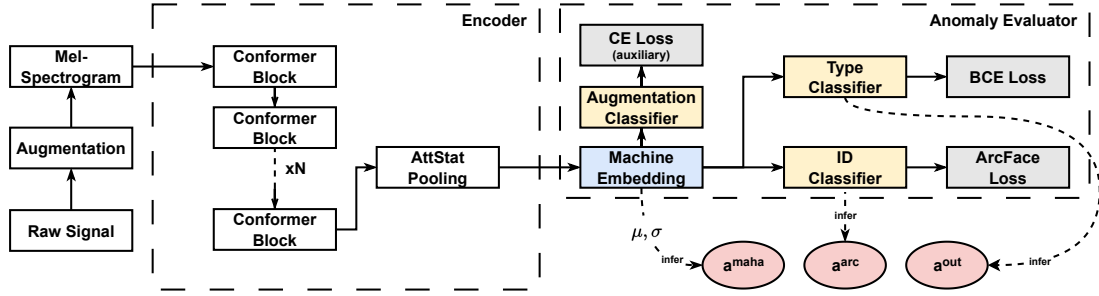 Encoder
Anomaly Evaluator
Mel-
Spectrogram
Augmentation
Raw Signal
Conformer
Block
Conformer
Block
xN
Conformer
Block
AttStat
Pooling
CE Loss
(auxiliary)
Augmentation
Classifier
Machine
Embedding
Type
Classifier
BCE Loss
ID
Classifier
ArcFace
Loss
μ, σ
infer
infer
infer
a^maha
a^arc
a^out